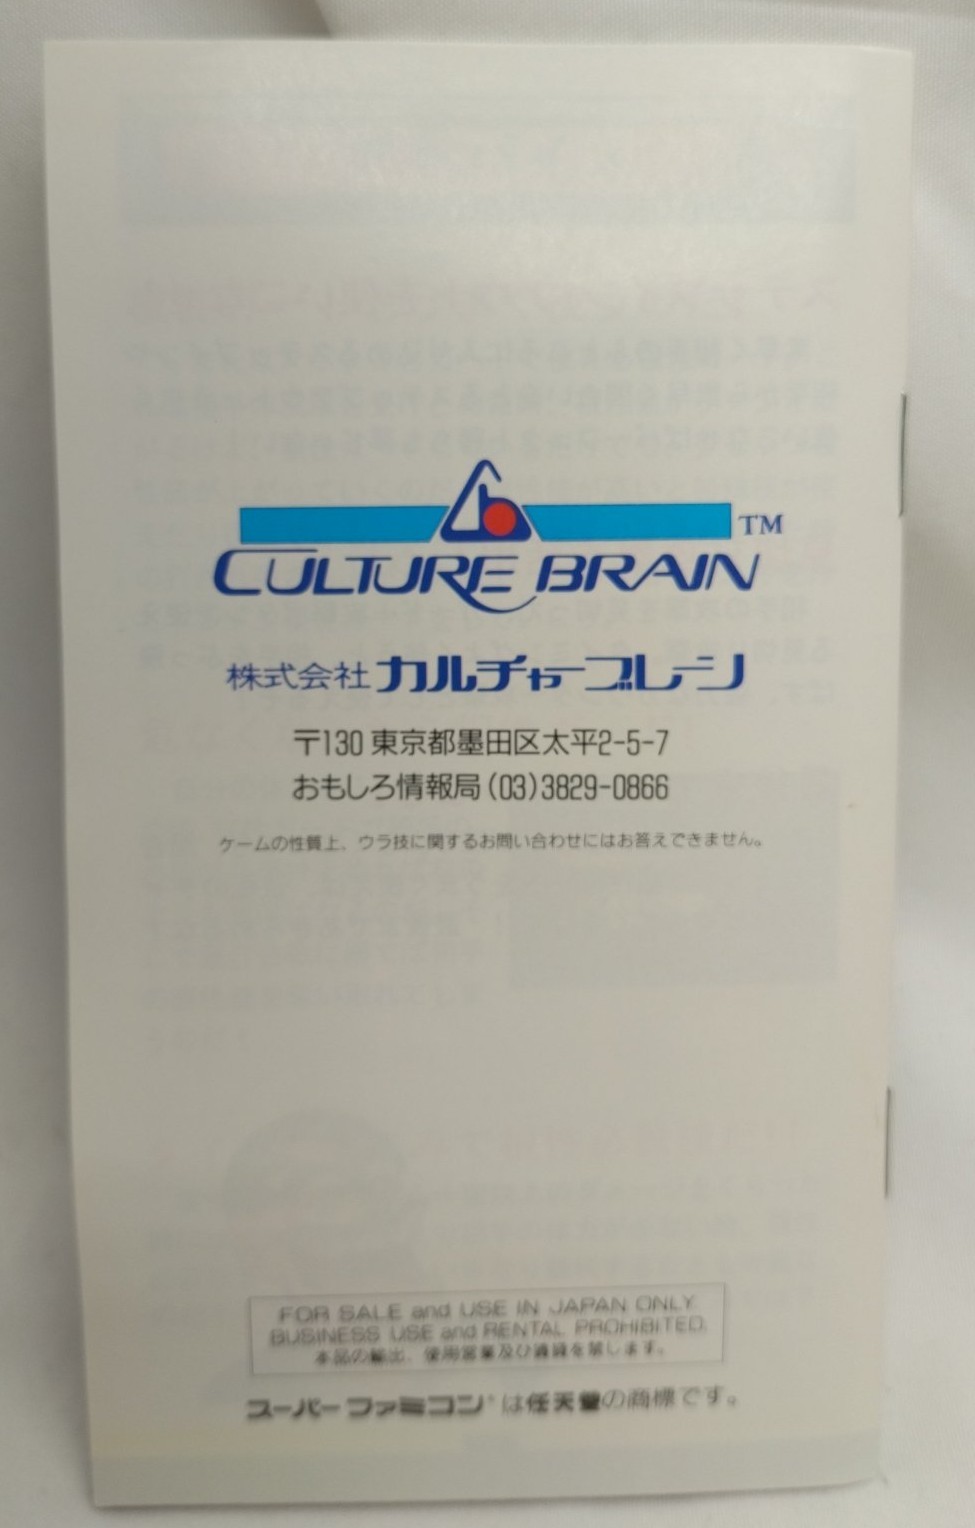 CULTURE BRAIN TM
株式会社 カルチャーブレーン
〒130 東京都墨田区太平2-5-7
おもしろ情報局(03)3829-0866
ゲームの性質上、ウラ技に関するお問い合わせにはお答えできません。
FOR SALE and USE IN JAPAN ONLY.
BUSINESS USE and RENTAL PROHIBITED.
本品の輸出、使用営業及び賃貸を禁じます。
スーパーファミコン®は任天堂の商標です。